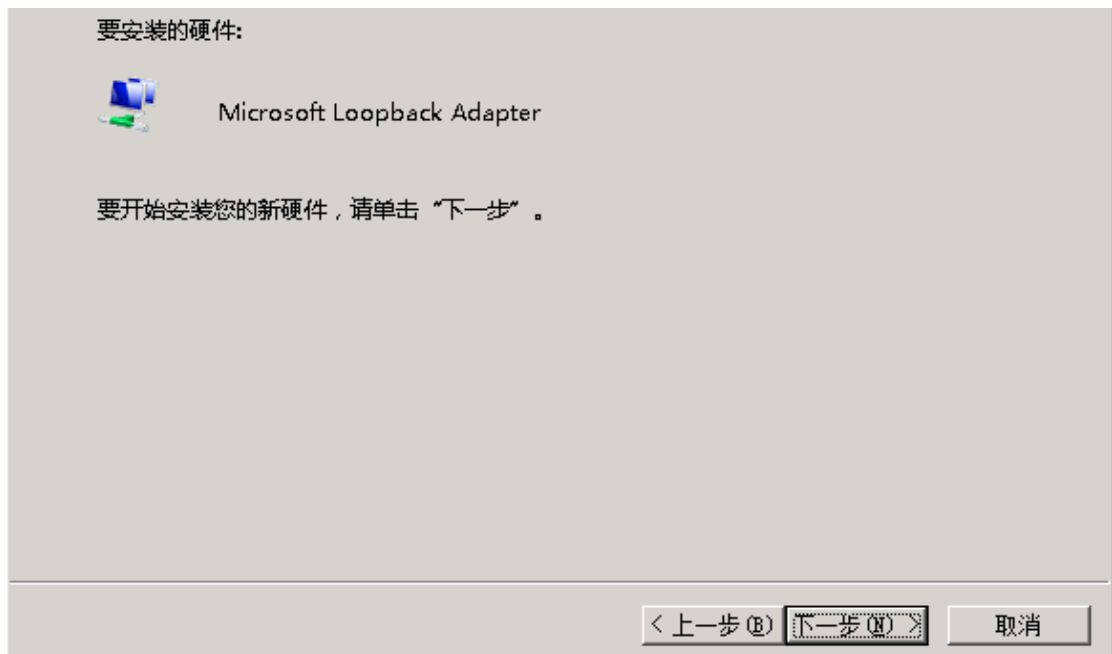 要安装的硬件:
Microsoft Loopback Adapter
要开始安装您的新硬件，请单击“下一步”。
< 上一步(B) 下一步(N) > 取消